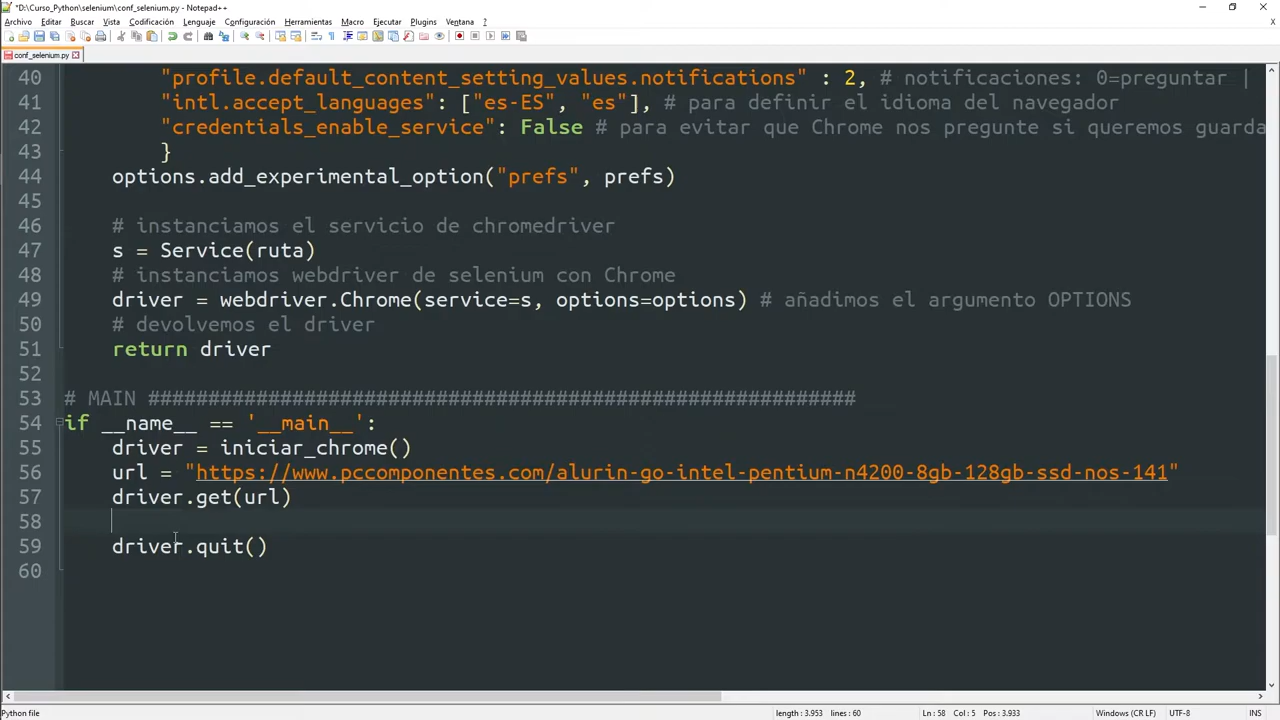 *D:\Curso_Python\selenium\conf_selenium.py - Notepad++
Archivo Editar Buscar Vista Codificación Lenguaje Configuración Herramientas Macro Ejecutar Plugins Ventana ?
conf_selenium.py
40 "profile.default_content_setting_values.notifications" : 2, # notificaciones: 0=preguntar |
41 "intl.accept_languages": ["es-ES", "es"], # para definir el idioma del navegador
42 "credentials_enable_service": False # para evitar que Chrome nos pregunte si queremos guarda
43 }
44 options.add_experimental_option("prefs", prefs)
45
46 # instanciamos el servicio de chromedriver
47 s = Service(ruta)
48 # instanciamos webdriver de selenium con Chrome
49 driver = webdriver.Chrome(service=s, options=options) # añadimos el argumento OPTIONS
50 # devolvemos el driver
51 return driver
52
53 # MAIN ###########################################################
54 if __name__ == '__main__':
55 driver = iniciar_chrome()
56 url = "https://www.pccomponentes.com/alurin-go-intel-pentium-n4200-8gb-128gb-ssd-nos-141"
57 driver.get(url)
58
59 driver.quit()
60
Python file length : 3.953 lines : 60 Ln : 58 Col : 5 Pos : 3.933 Windows (CR LF) UTF-8 INS